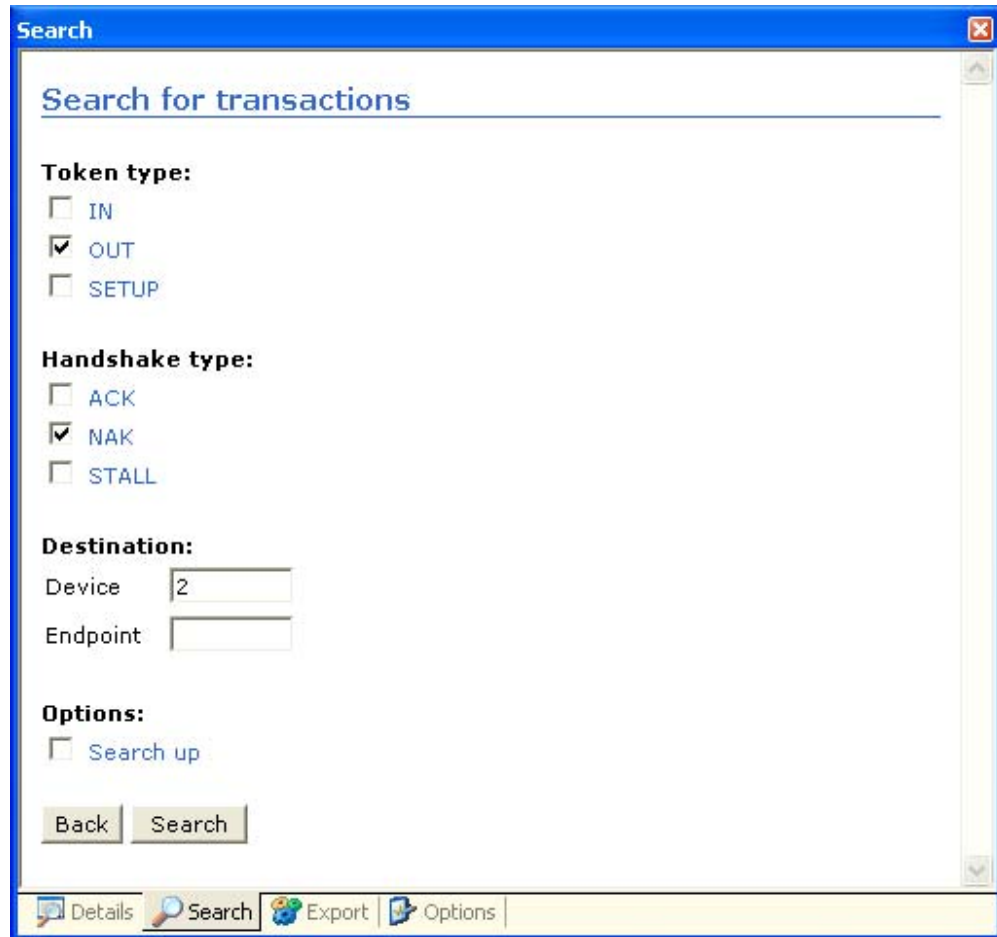 Search
Search for transactions
Token type:
IN
OUT
SETUP
Handshake type:
ACK
NAK
STALL
Destination:
Device 2
Endpoint
Options:
Search up
Back Search
Details Search Export Options